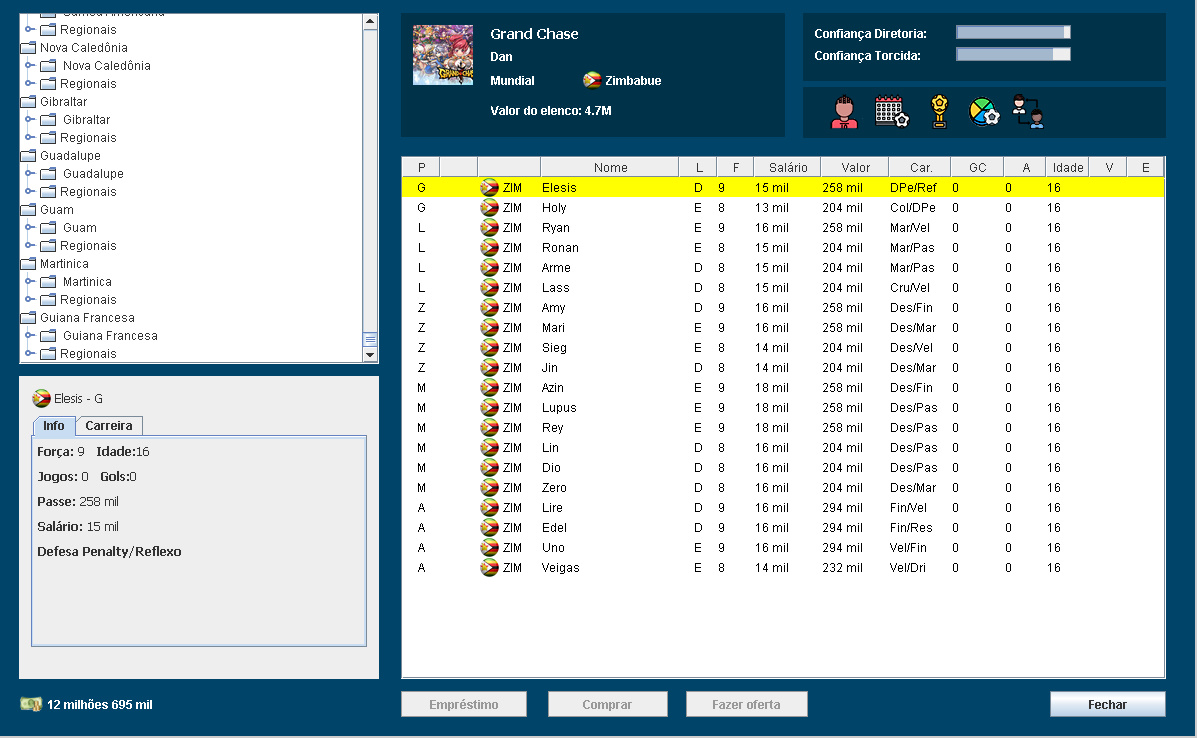 Regionais
Nova Caledônia
Nova Caledônia
Regionais
Gibraltar
Gibraltar
Regionais
Guadalupe
Guadalupe
Regionais
Guam
Guam
Regionais
Martinica
Martinica
Regionais
Guiana Francesa
Guiana Francesa
Regionais
Elesis - G
Info Carreira
Força: 9 Idade:16
Jogos: 0 Gols:0
Passe: 258 mil
Salário: 15 mil
Defesa Penalty/Reflexo
12 milhões 695 mil
Grand Chase
Dan
Mundial Zimbabue
Valor do elenco: 4.7M
Confiança Diretoria:
Confiança Torcida:
P Nome L F Salário Valor Car. GC A Idade V E
G ZIM Elesis D 9 15 mil 258 mil DPe/Ref 0 0 16
G ZIM Holy E 8 13 mil 204 mil Col/DPe 0 0 16
L ZIM Ryan E 9 16 mil 258 mil Mar/Vel 0 0 16
L ZIM Ronan E 8 15 mil 204 mil Mar/Pas 0 0 16
L ZIM Arme D 8 15 mil 204 mil Mar/Pas 0 0 16
L ZIM Lass D 8 15 mil 204 mil Cru/Vel 0 0 16
Z ZIM Amy D 9 16 mil 258 mil Des/Fin 0 0 16
Z ZIM Mari E 9 16 mil 258 mil Des/Mar 0 0 16
Z ZIM Sieg E 8 14 mil 204 mil Des/Vel 0 0 16
Z ZIM Jin D 8 14 mil 204 mil Des/Mar 0 0 16
M ZIM Azin E 9 18 mil 258 mil Des/Fin 0 0 16
M ZIM Lupus E 9 18 mil 258 mil Des/Pas 0 0 16
M ZIM Rey E 9 18 mil 258 mil Des/Pas 0 0 16
M ZIM Lin D 8 16 mil 204 mil Des/Pas 0 0 16
M ZIM Dio D 8 16 mil 204 mil Des/Pas 0 0 16
M ZIM Zero D 8 16 mil 204 mil Des/Mar 0 0 16
A ZIM Lire D 9 16 mil 294 mil Fin/Vel 0 0 16
A ZIM Edel D 9 16 mil 294 mil Fin/Res 0 0 16
A ZIM Uno E 9 16 mil 294 mil Vel/Fin 0 0 16
A ZIM Veigas E 8 14 mil 232 mil Vel/Dri 0 0 16
Empréstimo Comprar Fazer oferta Fechar